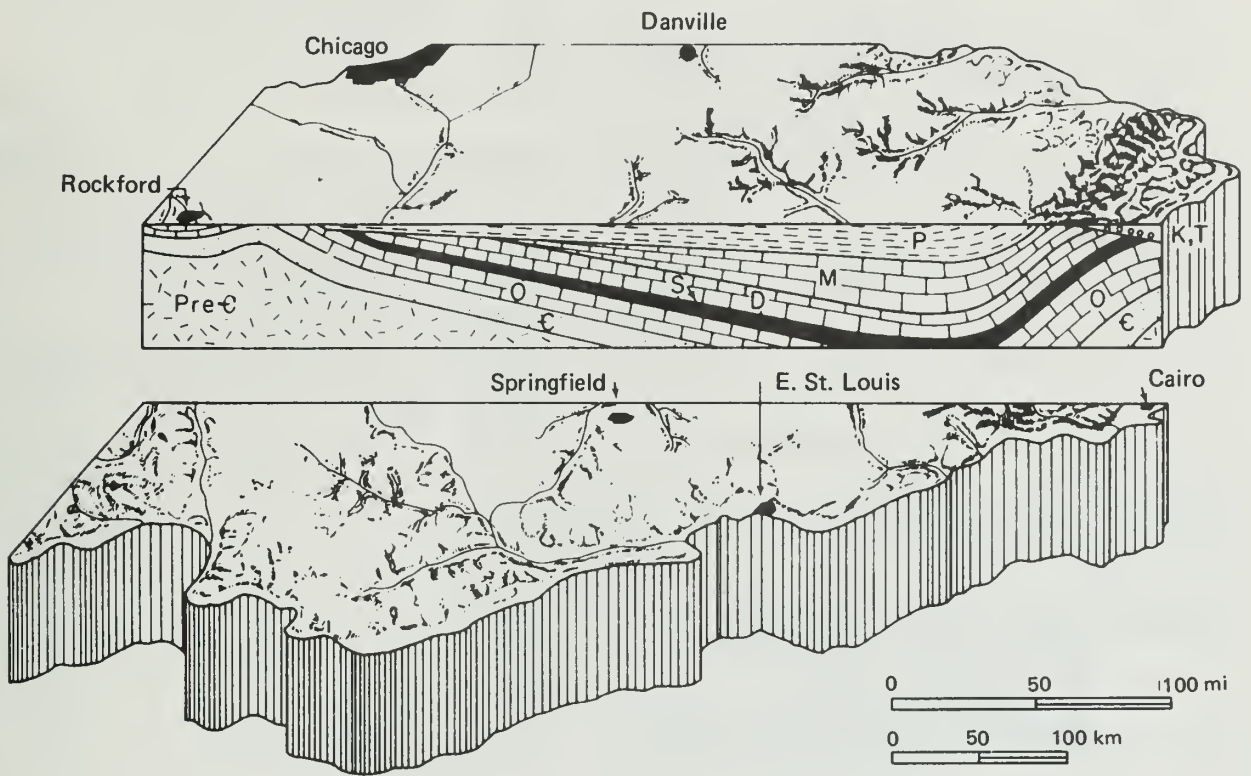 Danville
Chicago
Rockford
P
K,T
M
S
D
O
O
Pre-Є
Є
Є
Springfield
E. St. Louis
Cairo
0 50 100 mi
0 50 100 km